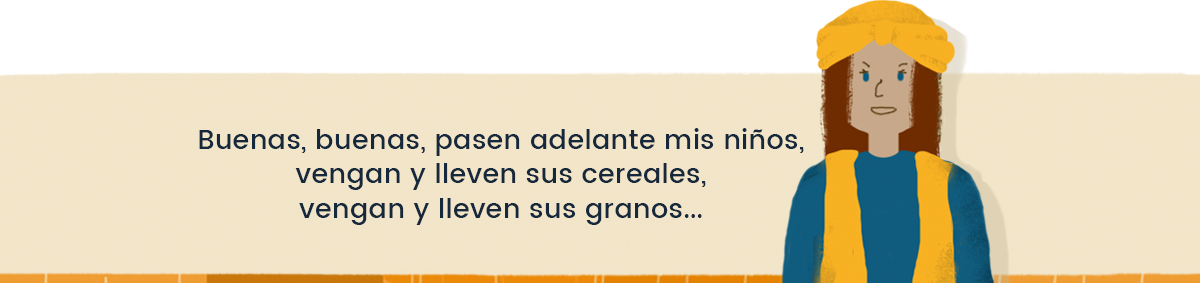 Buenas, buenas, pasen adelante mis niños,
vengan y lleven sus cereales,
vengan y lleven sus granos...